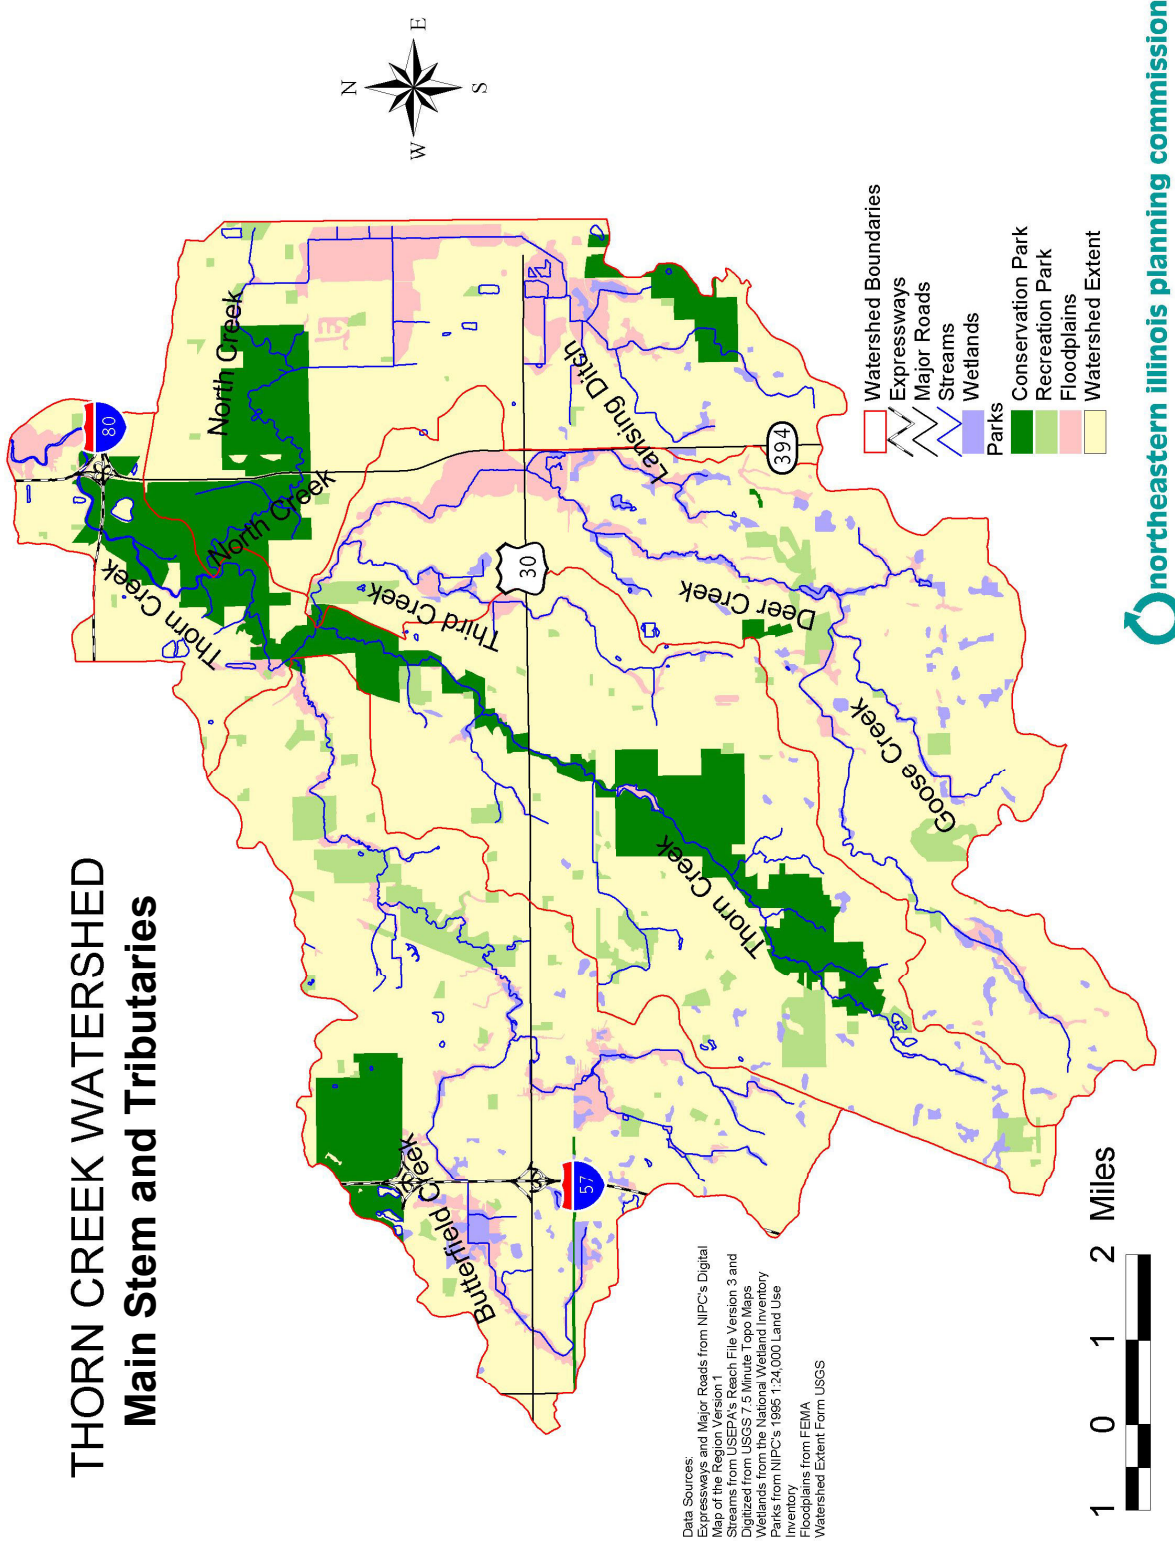 THORN CREEK WATERSHED
Main Stem and Tributaries
N
W E
S
80
North Creek
North Creek
Thorn Creek
Third Creek
30
Lansing Ditch
394
Deer Creek
Goose Creek
Thorn Creek
Butterfield Creek
57
Watershed Boundaries
Expressways
Major Roads
Streams
Wetlands
Parks
Conservation Park
Recreation Park
Floodplains
Watershed Extent
Data Sources:
Expressways and Major Roads from NIPC's Digital
Map of the Region Version1
Streams from USEPA's Reach File Version 3 and
Digitized from USGS 7.5 Minute Topo Maps
Wetlands from the National Wetland Inventory
Parks from NIPC's 1995 1:24,000 Land Use
Inventory
Floodplains from FEMA
Watershed Extent Form USGS
1 0 1 2 Miles
northeastern illinois planning commission